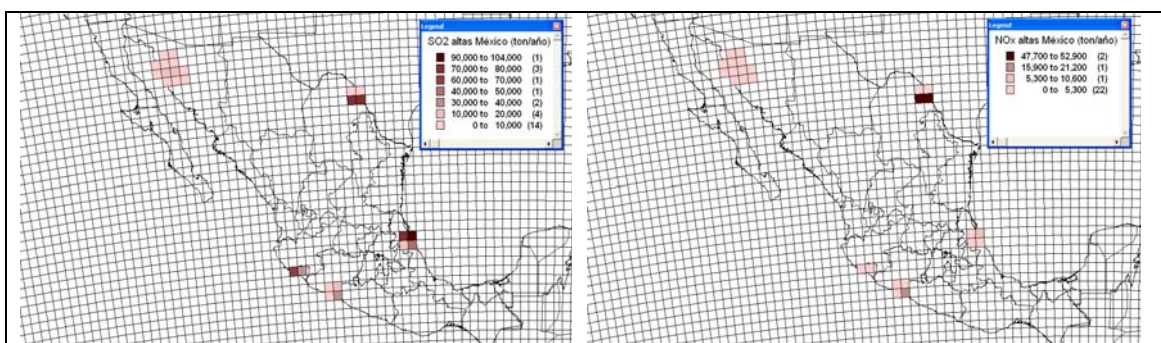 Legend
SO2 altas México (ton/año)
90,000 to 104,000 (1)
70,000 to 80,000 (3)
60,000 to 70,000 (1)
40,000 to 50,000 (1)
30,000 to 40,000 (2)
10,000 to 20,000 (4)
0 to 10,000 (14)
Legend
NOx altas México (ton/año)
47,700 to 52,900 (2)
15,900 to 21,200 (1)
5,300 to 10,600 (1)
0 to 5,300 (22)